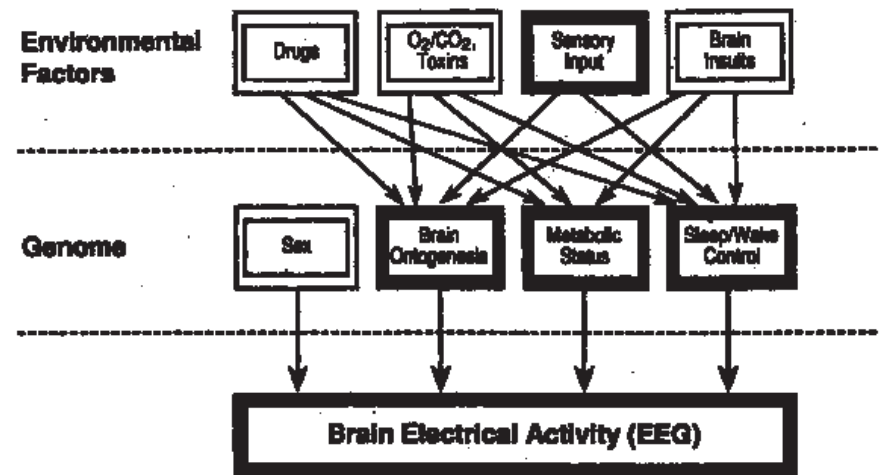 Environmental
Factors
Drugs
O₂/CO₂,
Toxins
Sensory
Input
Brain
Insults
Genome
Sex
Brain
Ontogenesis
Metabolic
Status
Sleep/Wake
Control
Brain Electrical Activity (EEG)